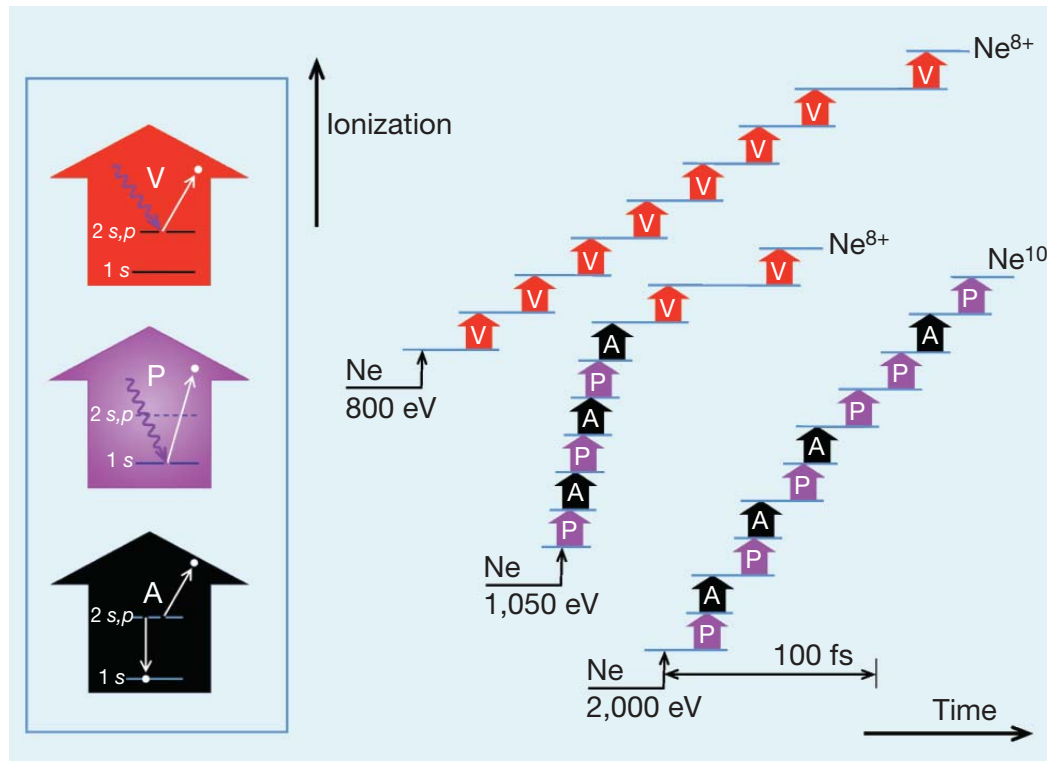 V
2 s,p
1 s
P
2 s,p
1 s
A
2 s,p
1 s
Ionization
Ne8+
V
V
V
V
V
V
V
V
Ne
800 eV
Ne8+
V
V
A
P
A
P
A
P
Ne
1,050 eV
Ne10
P
A
P
P
A
P
A
P
A
P
Ne
2,000 eV
100 fs
Time